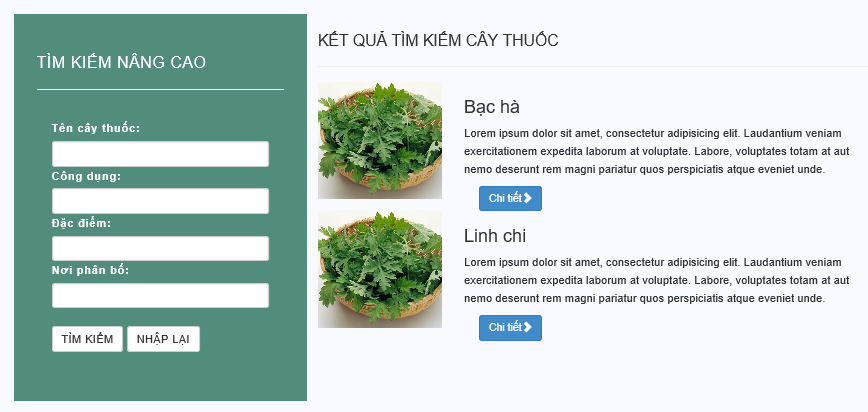 TÌM KIẾM NÂNG CAO
Tên cây thuốc:
Công dụng:
Đặc điểm:
Nơi phân bố:
TÌM KIẾM NHẬP LẠI
KẾT QUẢ TÌM KIẾM CÂY THUỐC
Bạc hà
Lorem ipsum dolor sit amet, consectetur adipisicing elit. Laudantium veniam
exercitationem expedita laborum at voluptate. Labore, voluptates totam at aut
nemo deserunt rem magni pariatur quos perspiciatis atque eveniet unde.
Chi tiết
Linh chi
Lorem ipsum dolor sit amet, consectetur adipisicing elit. Laudantium veniam
exercitationem expedita laborum at voluptate. Labore, voluptates totam at aut
nemo deserunt rem magni pariatur quos perspiciatis atque eveniet unde.
Chi tiết